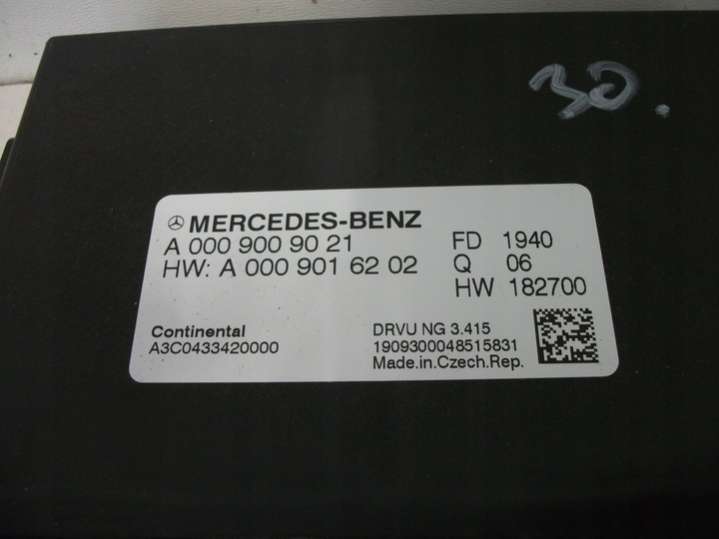 30.
MERCEDES-BENZ
A 000 900 90 21 FD 1940
HW: A 000 901 62 02 Q 06
HW 182700
Continental DRVU NG 3.415
A3C0433420000 1909300048515831
Made.in.Czech.Rep.